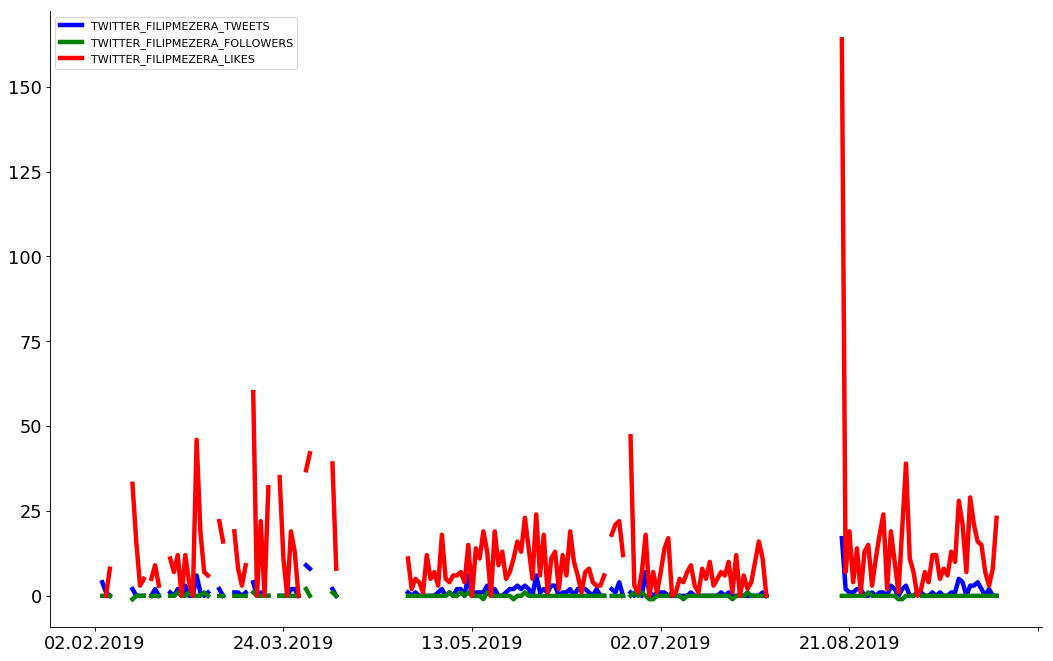 TWITTER_FILIPMEZERA_TWEETS
TWITTER_FILIPMEZERA_FOLLOWERS
TWITTER_FILIPMEZERA_LIKES
150
125
100
75
50
25
0
02.02.2019 24.03.2019 13.05.2019 02.07.2019 21.08.2019